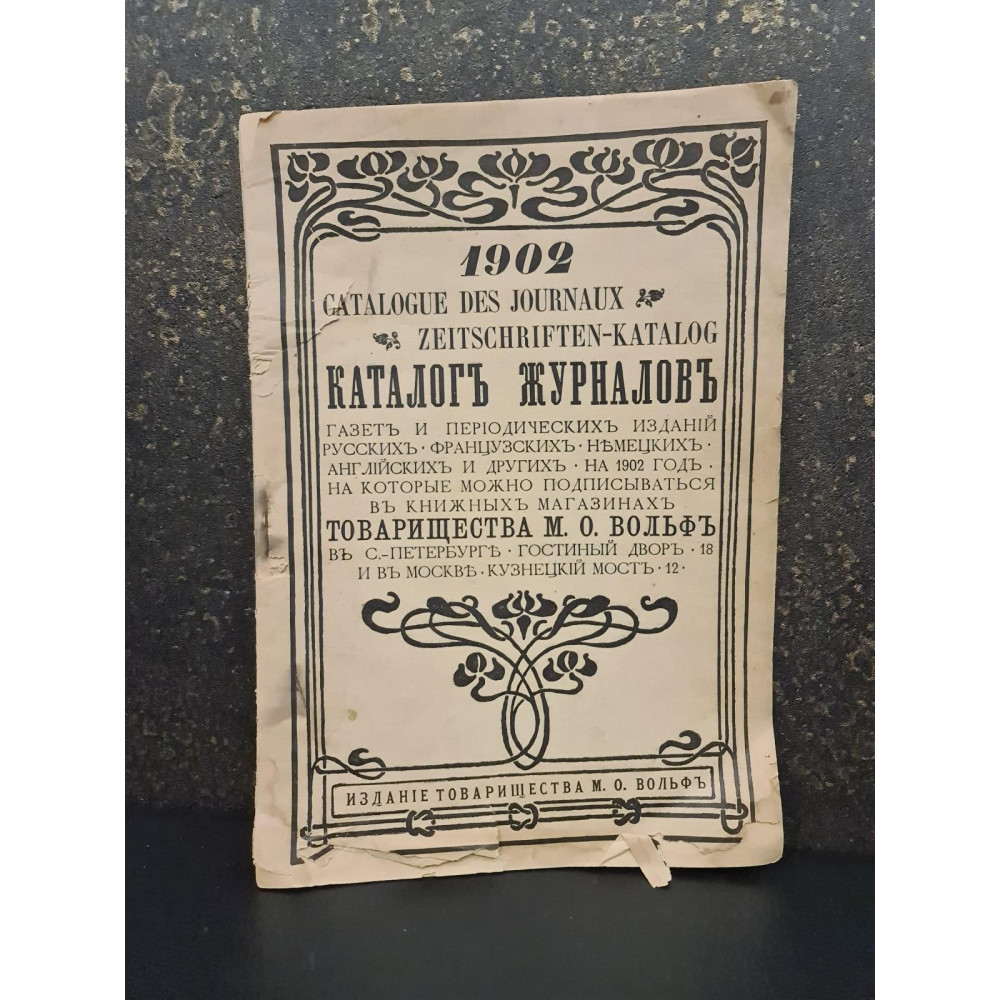 1902
CATALOGUE DES JOURNAUX
ZEITSCHRIFTEN-KATALOG
КАТАЛОГЪ ЖУРНАЛОВЪ
ГАЗЕТЪ И ПЕРІОДИЧЕСКИХЪ ИЗДАНІЙ
РУССКИХЪ · ФРАНЦУЗСКИХЪ · НѢМЕЦКИХЪ ·
АНГЛІЙСКИХЪ И ДРУГИХЪ · НА 1902 ГОДЪ ·
НА КОТОРЫЕ МОЖНО ПОДПИСЫВАТЬСЯ
ВЪ КНИЖНЫХЪ МАГАЗИНАХЪ
ТОВАРИЩЕСТВА М. О. ВОЛЬФЪ
ВЪ С.-ПЕТЕРБУРГѢ · ГОСТИНЫЙ ДВОРЪ · 18
И ВЪ МОСКВѢ · КУЗНЕЦКІЙ МОСТЪ · 12 ·
ИЗДАНІЕ ТОВАРИЩЕСТВА М. О. ВОЛЬФЪ